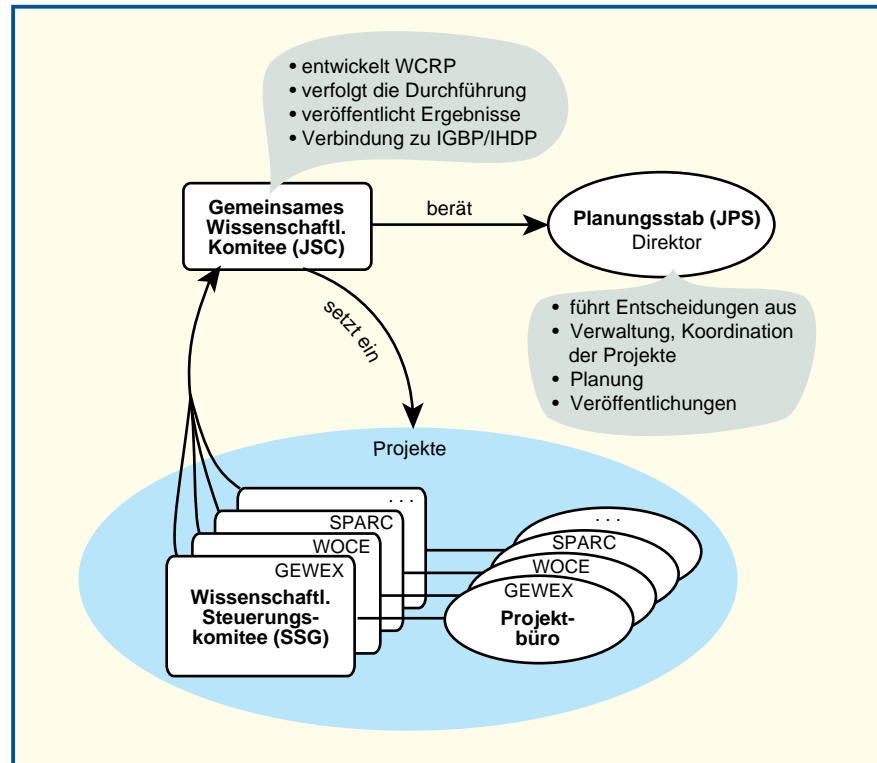 • entwickelt WCRP
• verfolgt die Durchführung
• veröffentlicht Ergebnisse
• Verbindung zu IGBP/IHDP
Gemeinsames
Wissenschaftl.
Komitee (JSC)
berät
Planungsstab (JPS)
Direktor
setzt ein
• führt Entscheidungen aus
• Verwaltung, Koordination
der Projekte
• Planung
• Veröffentlichungen
Projekte
. . .
SPARC
WOCE
GEWEX
Wissenschaftl.
Steuerungs-
komitee (SSG)
. . .
SPARC
WOCE
GEWEX
Projekt-
büro